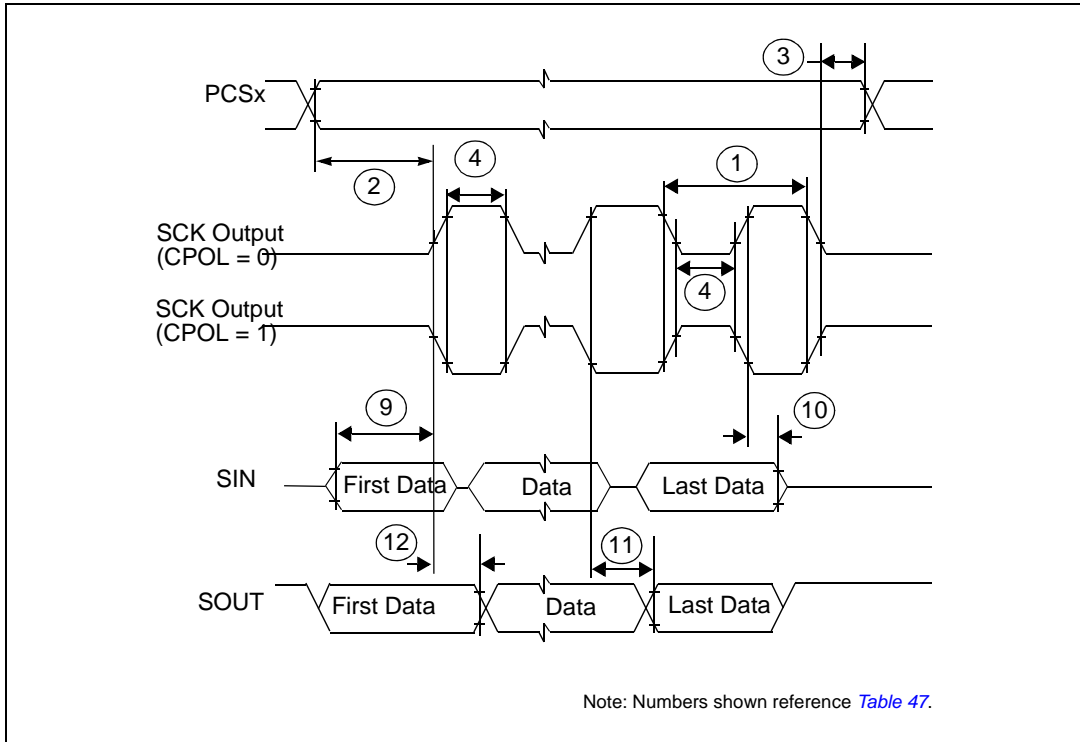 3
PCSx
2
4
1
SCK Output
(CPOL = 0)
4
SCK Output
(CPOL = 1)
9
10
SIN
First Data
Data
Last Data
12
11
SOUT
First Data
Data
Last Data
Note: Numbers shown reference Table 47.